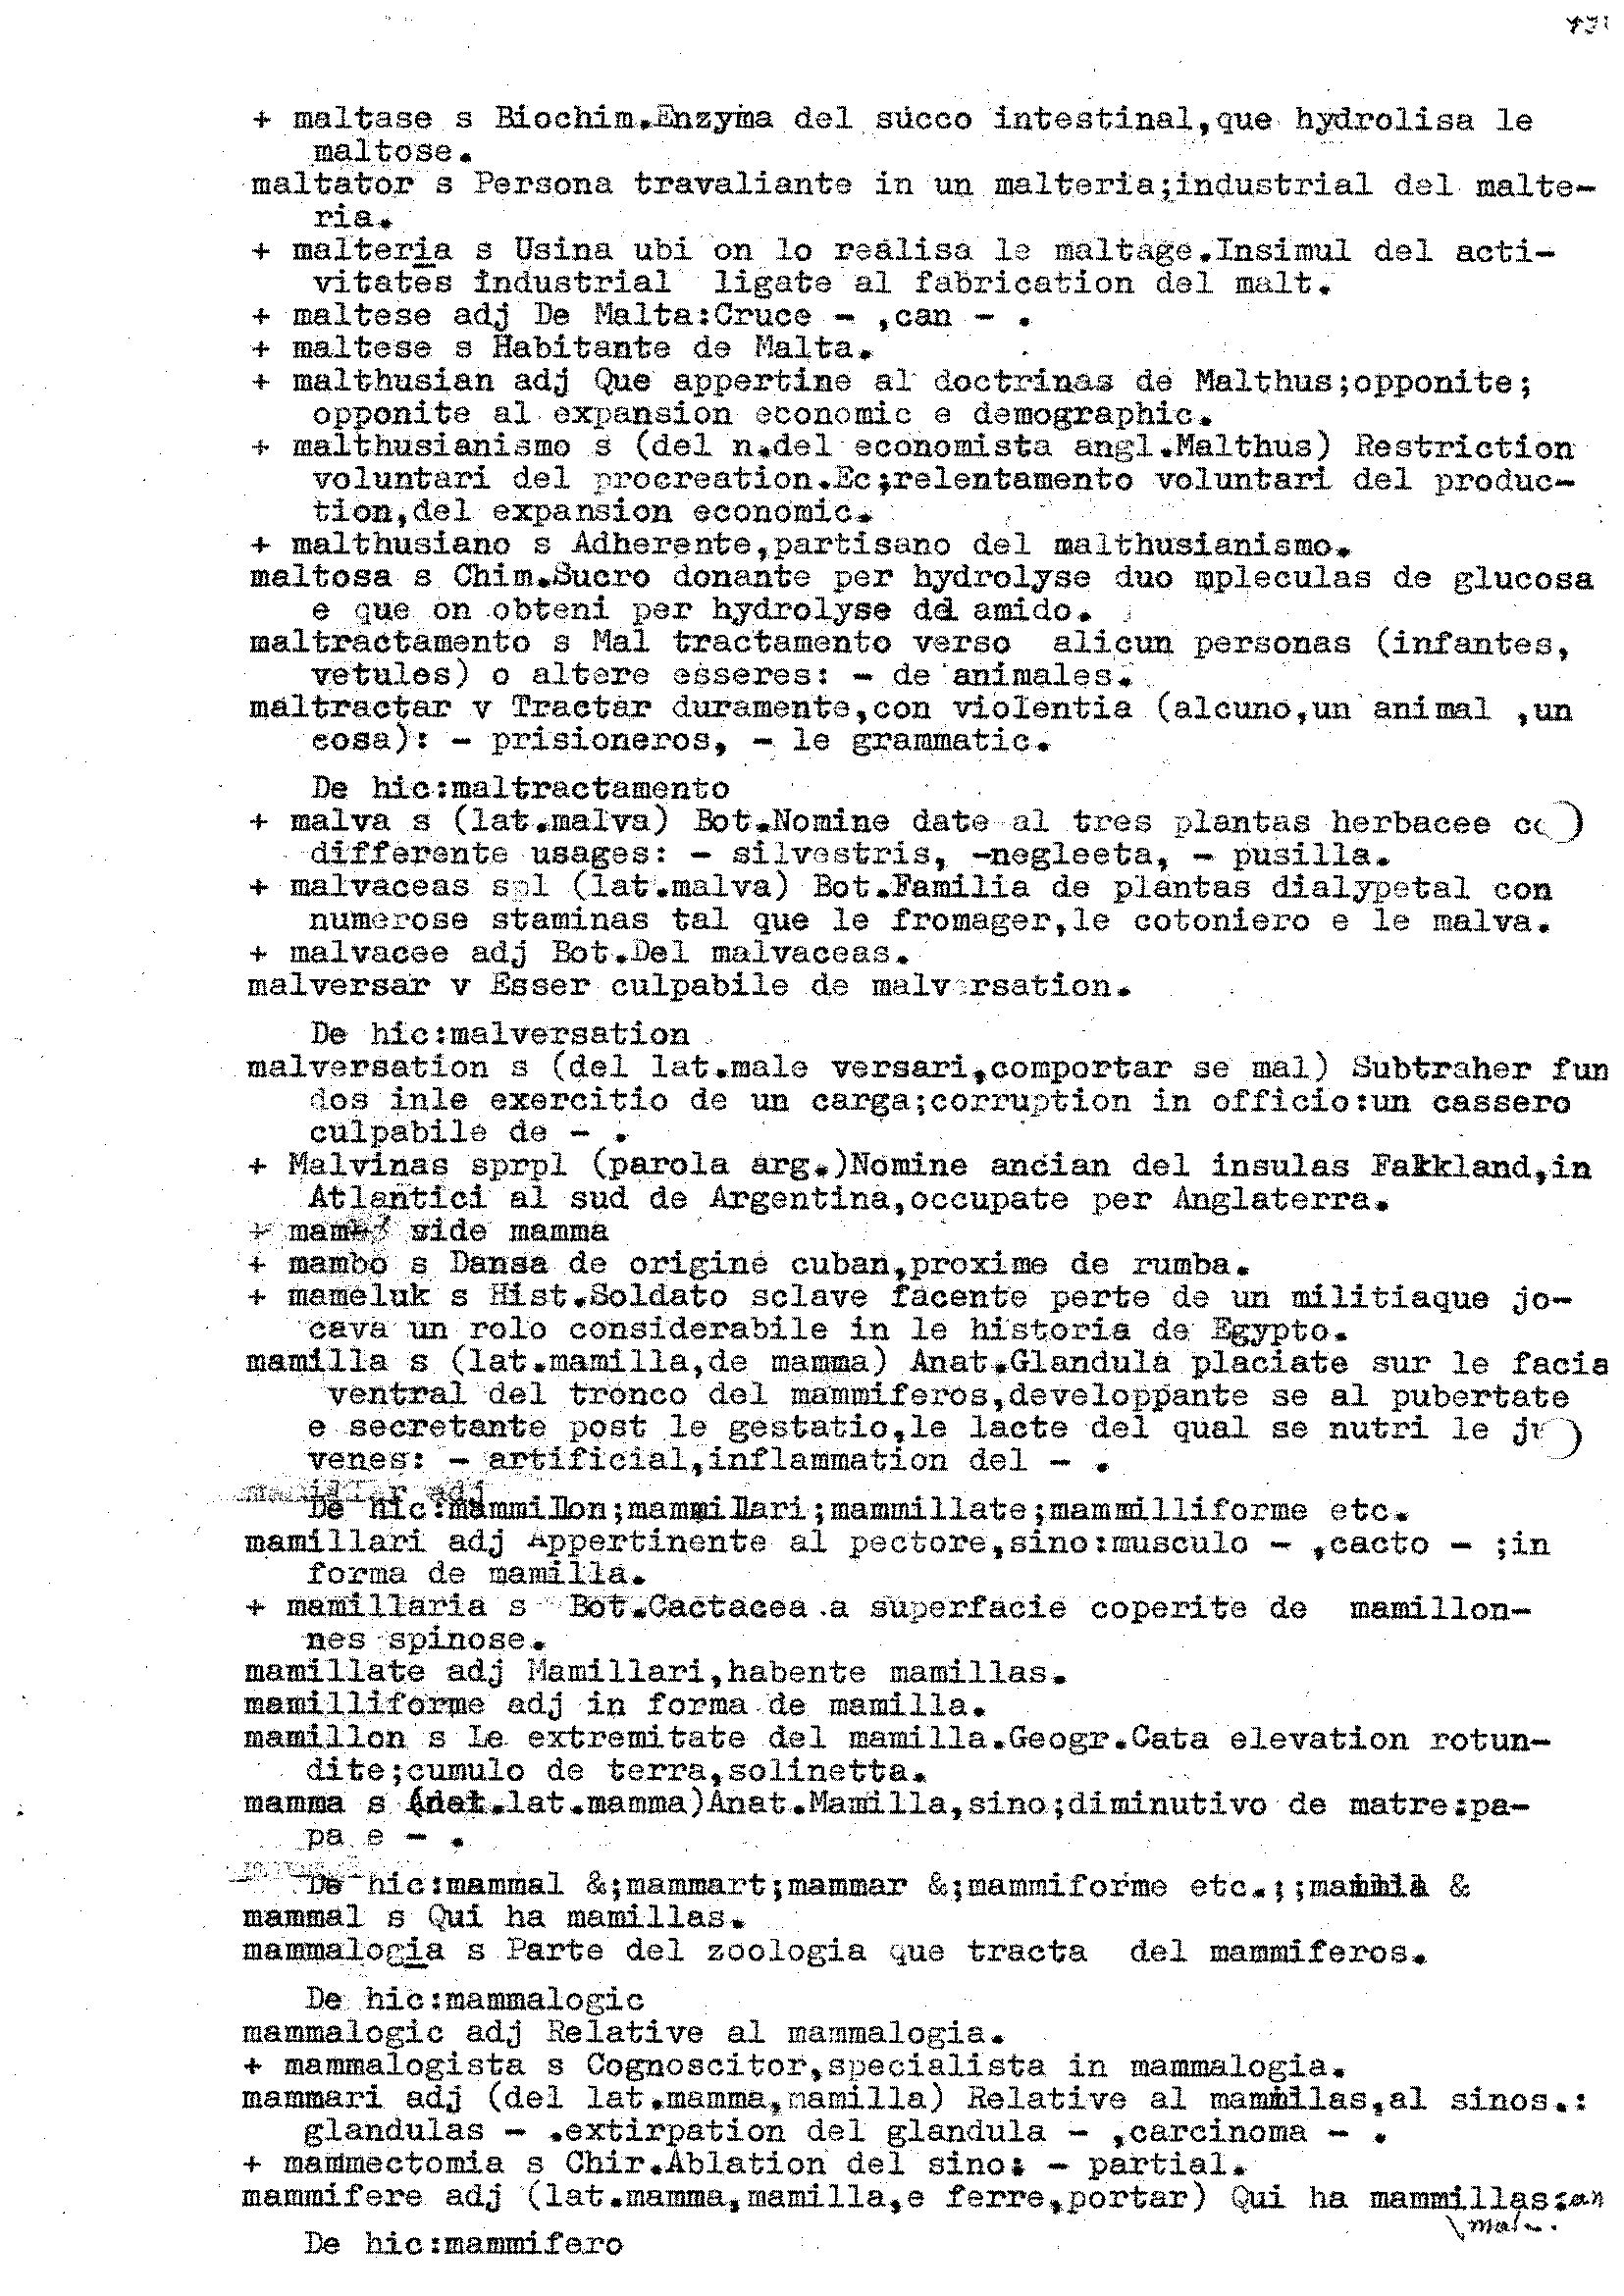 + maltase s Biochim.Enzyma del succo intestinal,que hydrolisa le
maltose.
maltator s Persona travaliante in un malteria;industrial del malte-
ria.
+ malteria s Usina ubi on lo realisa le maltage.Insimul del acti-
vitates industrial ligate al fabrication del malt.
+ maltese adj De Malta:Cruce - ,can - .
+ maltese s Habitante de Malta.
+ malthusian adj Que appertine al doctrinas de Malthus;opponite;
opponite al expansion economic e demographic.
+ malthusianismo s (del n.del economista angl.Malthus) Restriction
voluntari del procreation.Ec;relentamento voluntari del produc-
tion,del expansion economic.
+ malthusiano s Adherente,partisano del malthusianismo.
maltosa s Chim.Sucro donante per hydrolyse duo mpleculas de glucosa
e que on obteni per hydrolyse del amido.
maltractamento s Mal tractamento verso alicun personas (infantes,
vetules) o altere esseres: - de animales.
maltractar v Tractar duramente,con violentia (alcuno,un animal ,un
cosa): - prisioneros, - le grammatic.
De hic:maltractamento
+ malva s (lat.malva) Bot.Nomine date al tres plantas herbacee
differente usages: - silvestris, -negleeta, - pusilla.
+ malvaceas spl (lat.malva) Bot.Familia de plantas dialypetal con
numerose staminas tal que le fromager,le cotoniero e le malva.
+ malvacee adj Bot.Del malvaceas.
malversar v Esser culpabile de malversation.
De hic:malversation
malversation s (del lat.male versari,comportar se mal) Subtraher fun
dos inle exercitio de un carga;corruption in officio:un cassero
culpabile de - .
+ Malvinas sprpl (parola arg.)Nomine ancian del insulas Falkland,in
Atlantici al sud de Argentina,occupate per Anglaterra.
+ vide mamma
+ mambo s Dansa de origine cuban,proxime de rumba.
+ mameluk s Hist.Soldato sclave facente perte de un militiaque jo-
cava un rolo considerabile in le historia de Egypto.
mamilla s (lat.mamilla,de mamma) Anat.Glandula placiate sur le facia
ventral del tronco del mammiferos,developpante se al pubertate
e secretante post le gestatio,le lacte del qual se nutri le
venes: - artificial,inflammation del - .
De hic:mammillon;mammillari;mammillate;mammilliforme etc.
mamillari adj Appertinente al pectore,sino:musculo - ,cacto - ;in
forma de mamilla.
+ mamillaria s Bot.Cactacea a superfacie coperite de mamillon-
nes spinose.
mamillate adj Mamillari,habente mamillas.
mamilliforme adj in forma de mamilla.
mamillon s Le extremitate del mamilla.Geogr.Cata elevation rotun-
dite;cumulo de terra,solinetta.
mamma s lat.mamma)Anat.Mamilla,sino;diminutivo de matre:pa-
pa e - .
De hic:mammal &;mammart;mammar &;mammiforme etc.;; &
mammal s Qui ha mamillas.
mammalogia s Parte del zoologia que tracta del mammiferos.
De hic:mammalogic
mammalogic adj Relative al mammalogia.
+ mammalogista s Cognoscitor,specialista in mammalogia.
mammari adj (del lat.mamma,mamilla) Relative al mammilas,al sinos.:
glandulas - .extirpation del glandula - ,carcinoma - .
+ mammectomia s Chir.Ablation del sino: - partial.
mammifere adj (lat.mamma,mamilla,e ferre,portar) Qui ha mammillas:an
De hic:mammifero